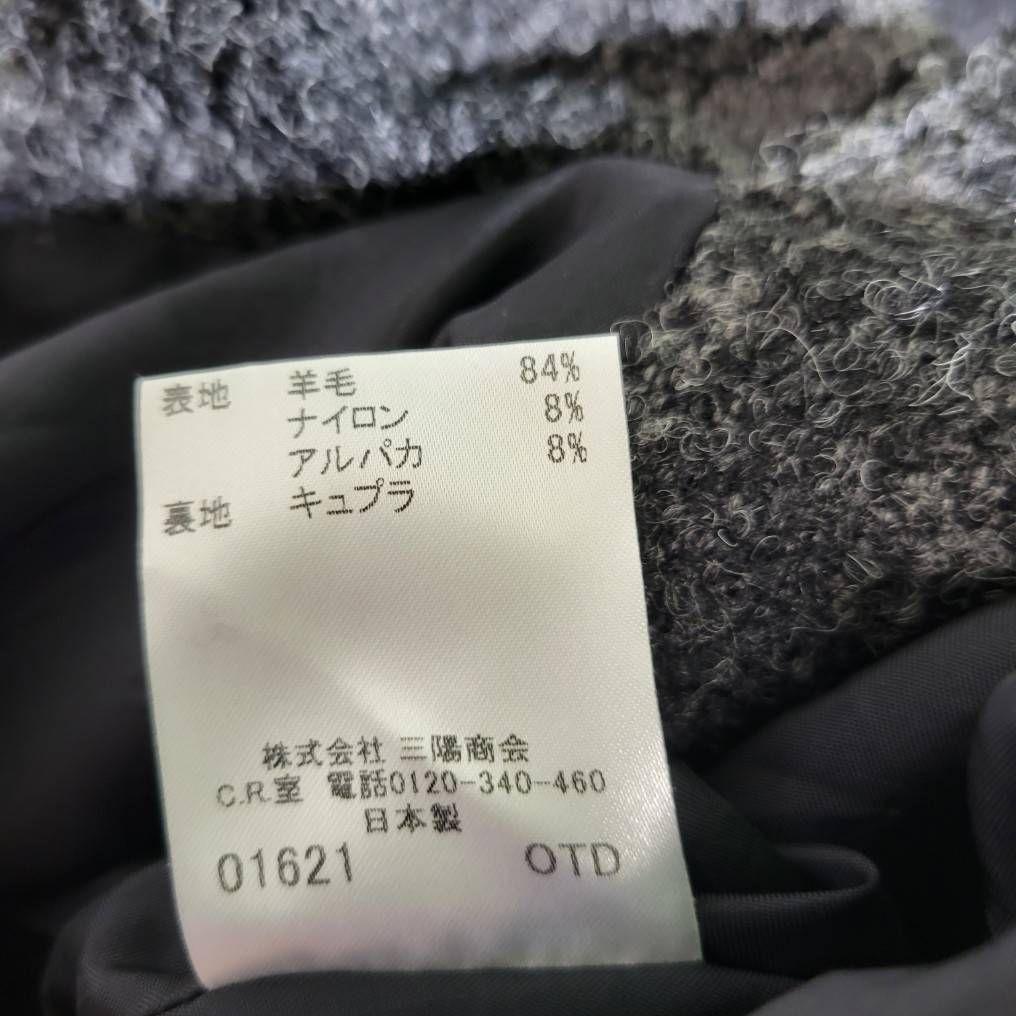 表地 羊毛 84%
ナイロン 8%
アルパカ 8%
裏地 キュプラ
株式会社 三陽商会
C.R.室 電話0120-340-460
日本製
01621 OTD